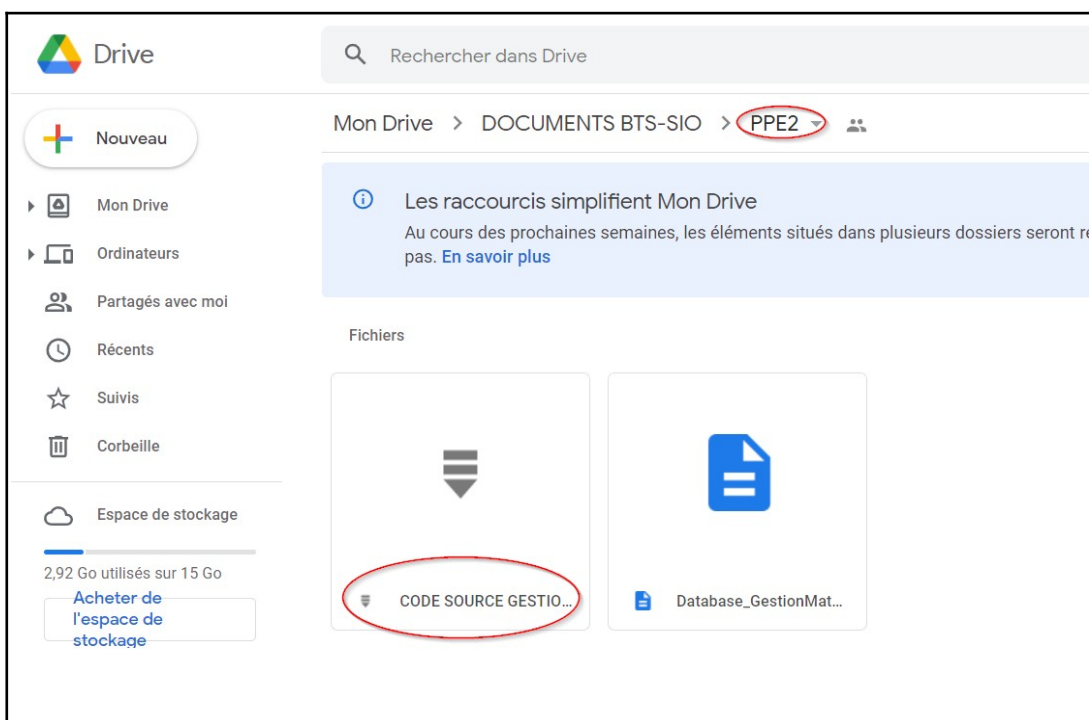 Drive
Rechercher dans Drive
Nouveau
Mon Drive > DOCUMENTS BTS-SIO > PPE2
Mon Drive
Ordinateurs
Partagés avec moi
Récents
Suivis
Corbeille
Espace de stockage
2,92 Go utilisés sur 15 Go
Acheter de
l'espace de
stockage
Les raccourcis simplifient Mon Drive
Au cours des prochaines semaines, les éléments situés dans plusieurs dossiers seront
pas. En savoir plus
Fichiers
CODE SOURCE GESTIO...
Database_GestionMat...